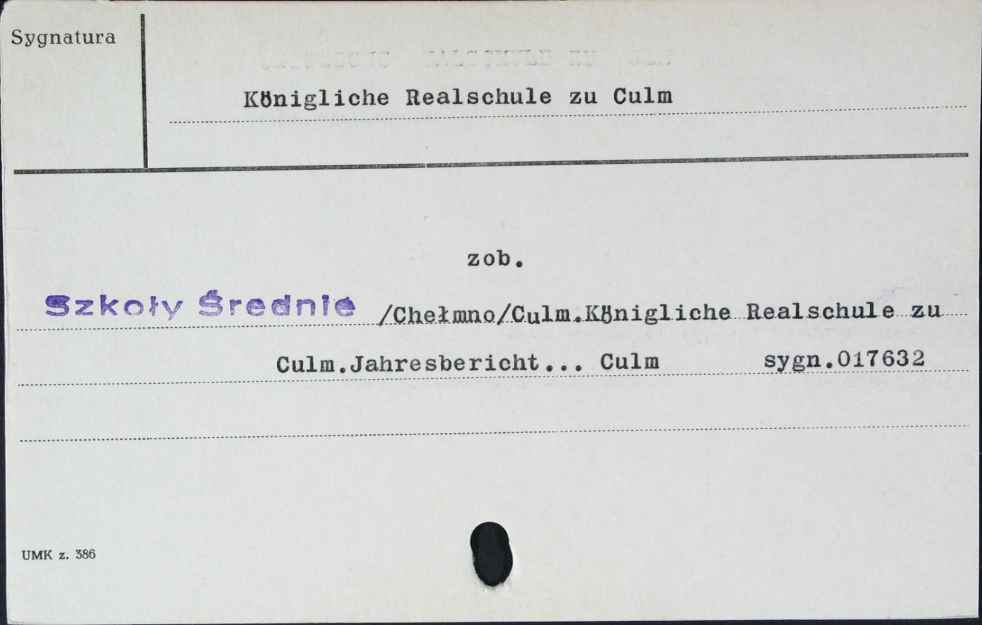 Sygnatura
Königliche Realschule zu Culm
zob.
Szkoły Średnie /Chełmno/Culm.Königliche Realschule zu
Culm.Jahresbericht... Culm sygn.017632
UMK z. 386